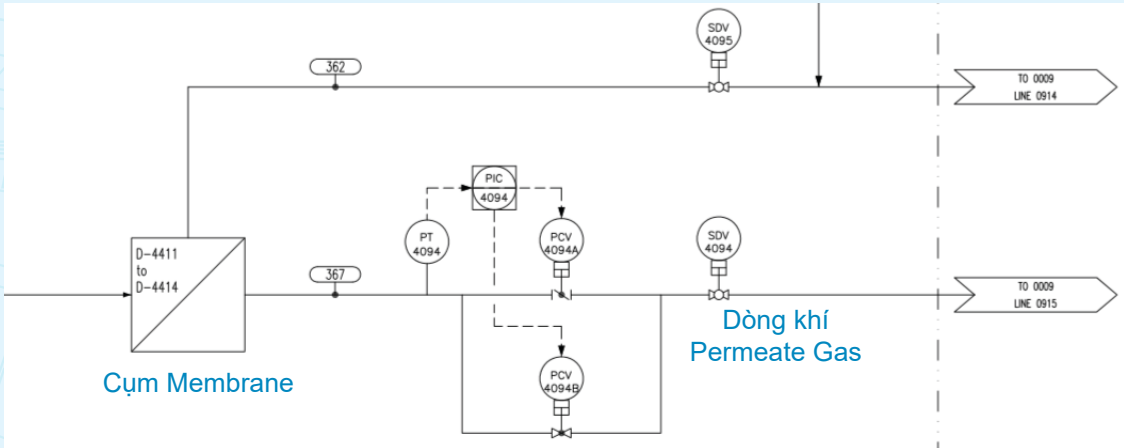 SDV
4095
362
TO 0009
LINE 0914
PIC
4094
PT
4094
PCV
4094A
SDV
4094
D-4411
to
D-4414
367
TO 0009
LINE 0915
Dòng khí
Permeate Gas
Cụm Membrane
PCV
4094B